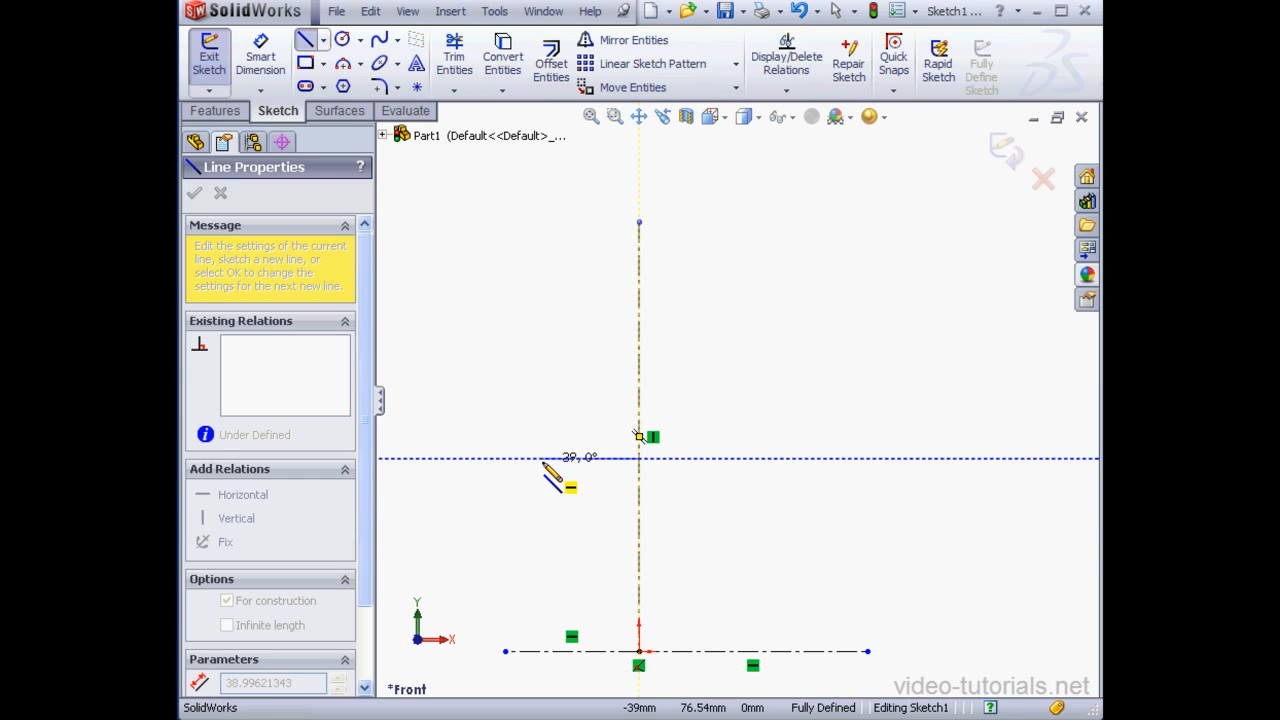 SolidWorks File Edit View Insert Tools Window Help Sketch1 ... ?
Exit Sketch
Smart Dimension
Trim Entities
Convert Entities
Offset Entities
Mirror Entities
Linear Sketch Pattern
Move Entities
Display/Delete Relations
Repair Sketch
Quick Snaps
Rapid Sketch
Fully Define Sketch
Features Sketch Surfaces Evaluate
Part1 (Default<<Default>_...
Line Properties ?
Message
Edit the settings of the current
line, sketch a new line, or
select OK to change the
settings for the next new line.
Existing Relations
Under Defined
Add Relations
Horizontal
Vertical
Fix
Options
For construction
Infinite length
Parameters
38.99621343
39, 0°
Y
X
*Front
video-tutorials.net
SolidWorks -39mm 76.54mm 0mm Fully Defined Editing Sketch1 ?